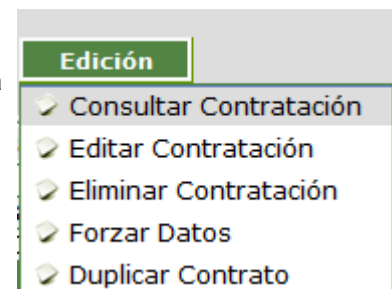 Edición
Consultar Contratación
Editar Contratación
Eliminar Contratación
Forzar Datos
Duplicar Contrato